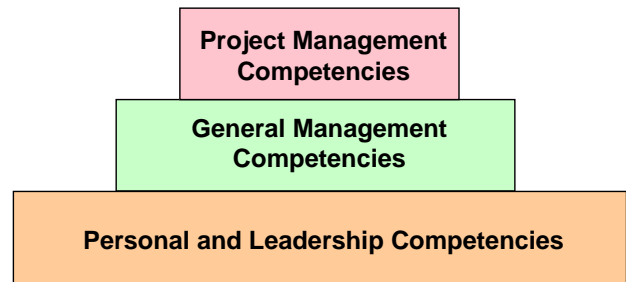 Project Management
Competencies
General Management
Competencies
Personal and Leadership Competencies